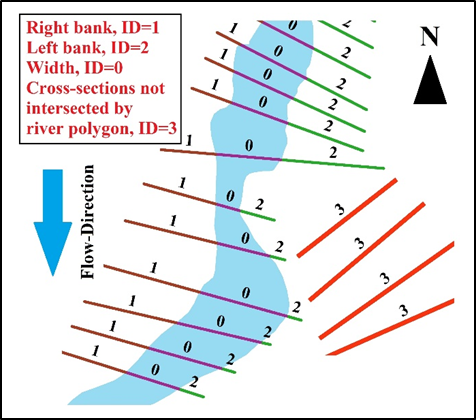 Right bank, ID=1
Left bank, ID=2
Width, ID=0
Cross-sections not
intersected by
river polygon, ID=3
N
Flow-Direction
2
1 0 2
1 0 2
1 0 2
1 0 2
1 0 2
1 0 2
1 0 2
1 0 2
1 0 2
1 0 2
1 0 2
3
3
3
3